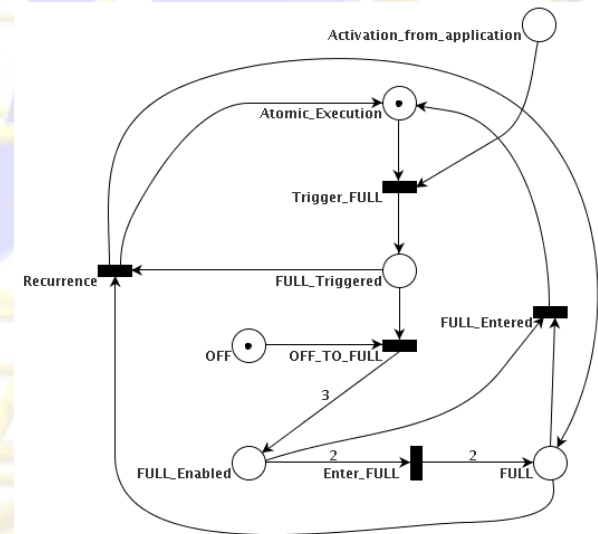 Activation_from_application
Atomic_Execution
Trigger_FULL
Recurrence
FULL_Triggered
FULL_Entered
OFF
OFF_TO_FULL
3
FULL_Enabled
2
Enter_FULL
2
FULL